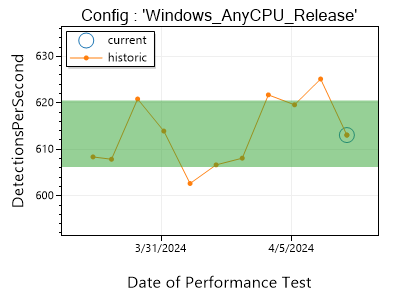 Config : 'Windows_AnyCPU_Release'
current
historic
DetectionsPerSecond
630
620
610
600
3/31/2024
4/5/2024
Date of Performance Test